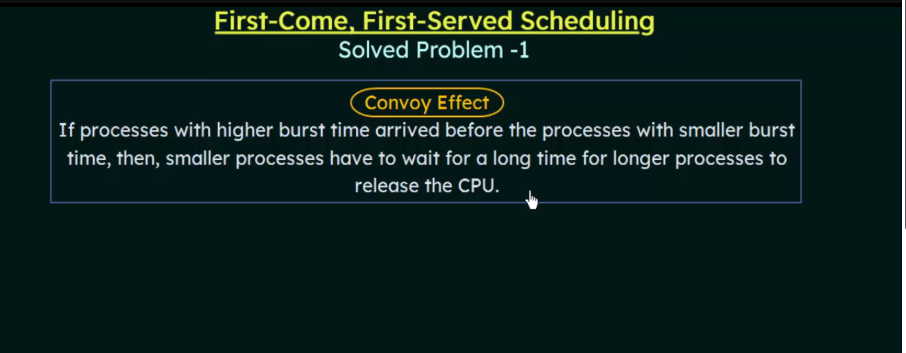 First-Come, First-Served Scheduling
Solved Problem -1
Convoy Effect
If processes with higher burst time arrived before the processes with smaller burst
time, then, smaller processes have to wait for a long time for longer processes to
release the CPU.